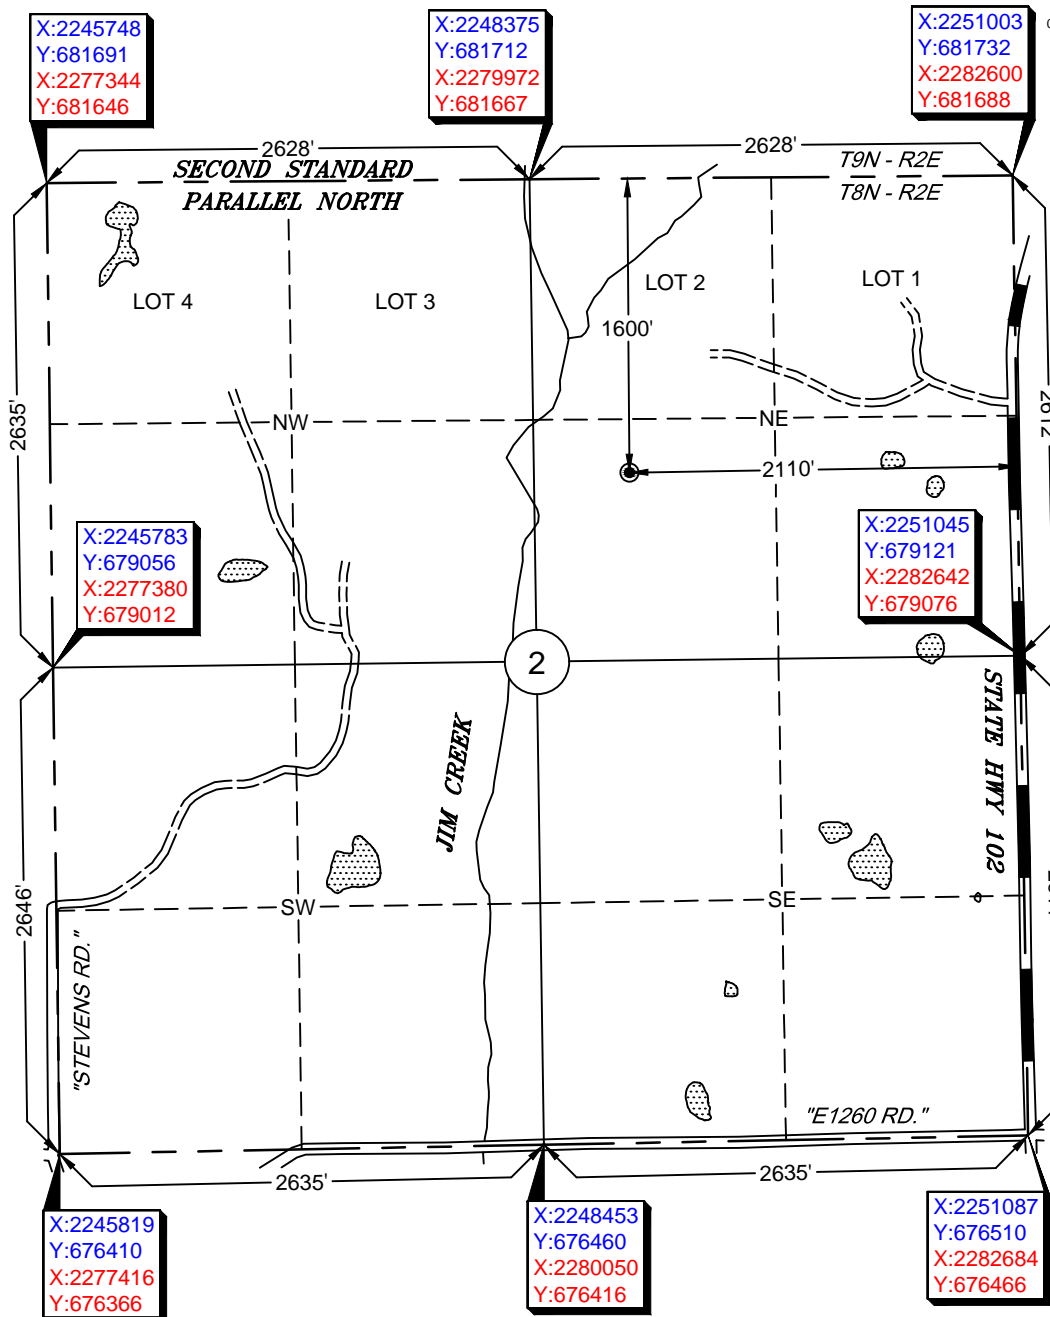 X:2245748
Y:681691
X:2277344
Y:681646
X:2248375
Y:681712
X:2279972
Y:681667
X:2251003
Y:681732
X:2282600
Y:681688
2628'
2628'
SECOND STANDARD
PARALLEL NORTH
T9N - R2E
T8N - R2E
LOT 4
LOT 3
LOT 2
LOT 1
1600'
2635'
NW
NE
2110'
X:2245783
Y:679056
X:2277380
Y:679012
X:2251045
Y:679121
X:2282642
Y:679076
2
STATE HWY 102
JIM CREEK
2646'
SW
SE
"STEVENS RD."
"E1260 RD."
2635'
2635'
X:2245819
Y:676410
X:2277416
Y:676366
X:2248453
Y:676460
X:2280050
Y:676416
X:2251087
Y:676510
X:2282684
Y:676466